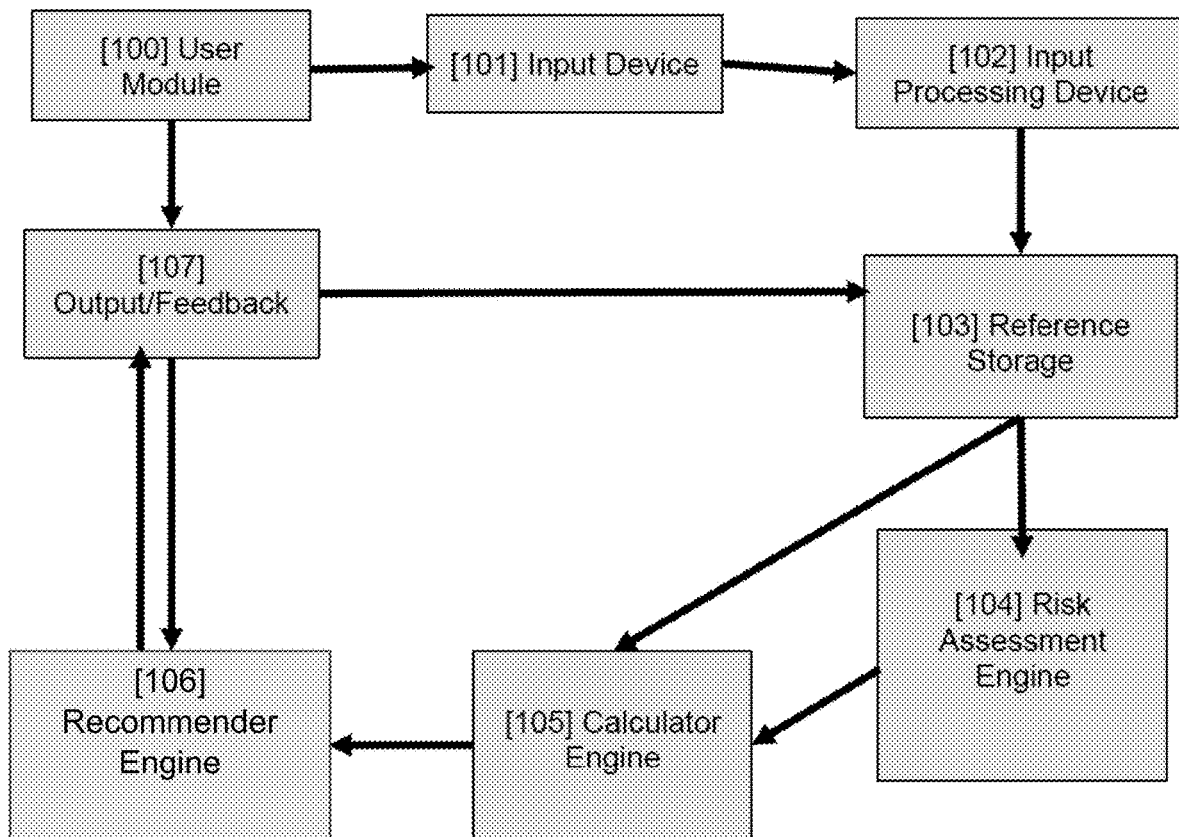 [100] User
Module
[101] Input Device
[102] Input
Processing Device
[107]
Output/Feedback
[103] Reference
Storage
[104] Risk
Assessment
Engine
[105] Calculator
Engine
[106]
Recommender
Engine